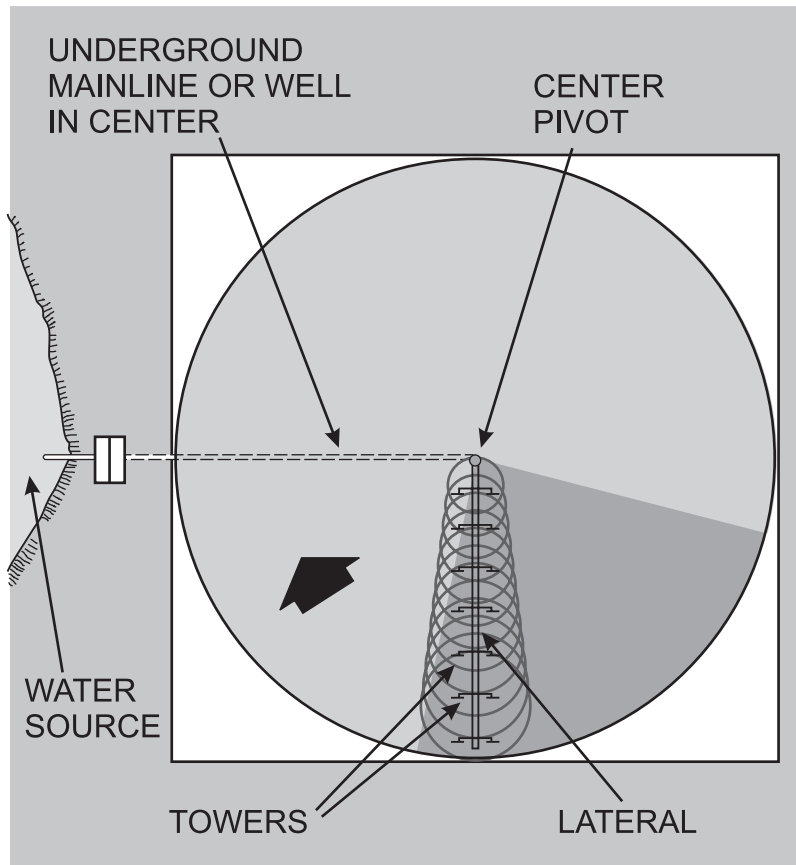 UNDERGROUND
MAINLINE OR WELL
IN CENTER
CENTER
PIVOT
WATER
SOURCE
TOWERS
LATERAL